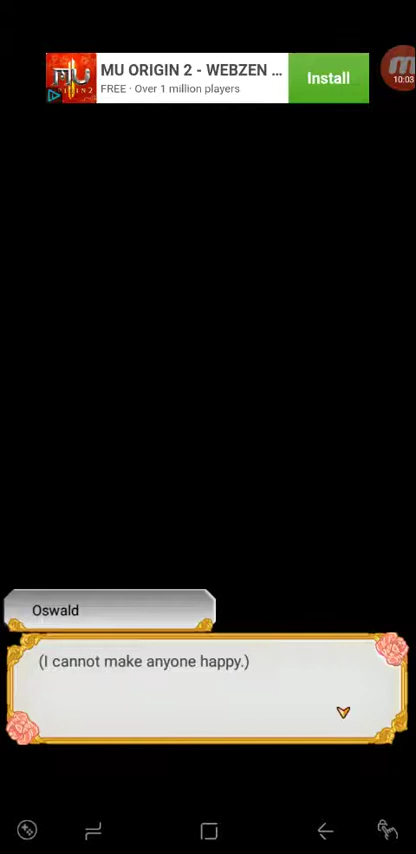 MU ORIGIN 2 - WEBZEN ...
FREE · Over 1 million players
Install
10:03
Oswald
(I cannot make anyone happy.)